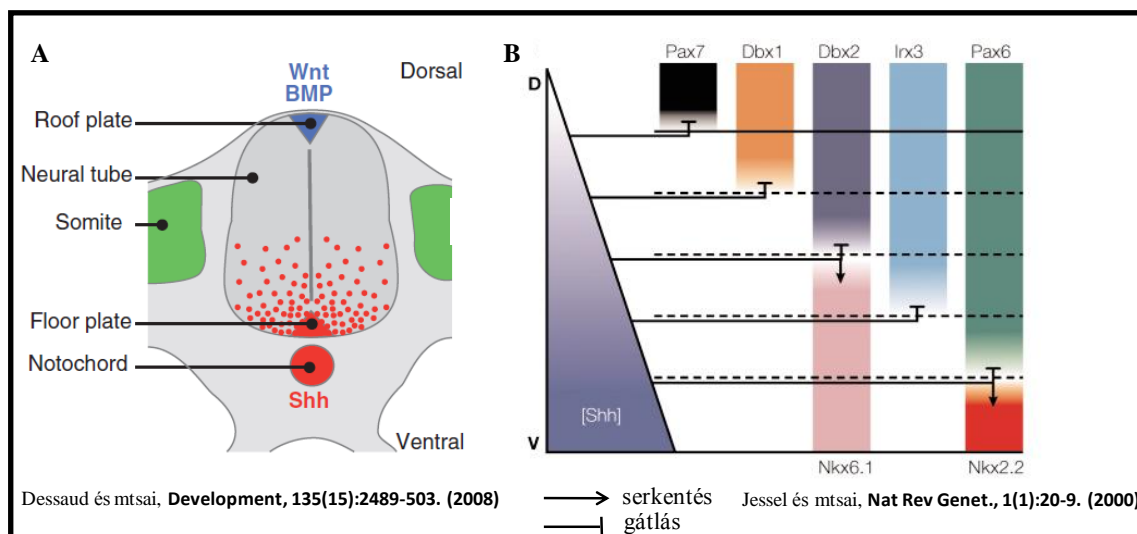 A
Wnt
BMP
Dorsal
Roof plate
Neural tube
Somite
Floor plate
Notochord
Shh
Ventral
B
Pax7 Dbx1 Dbx2 Irx3 Pax6
D
[Shh]
V
Nkx6.1 Nkx2.2
Dessaud és mtsai, Development, 135(15):2489-503. (2008)
serkentés
gátlás
Jessel és mtsai, Nat Rev Genet., 1(1):20-9. (2000)